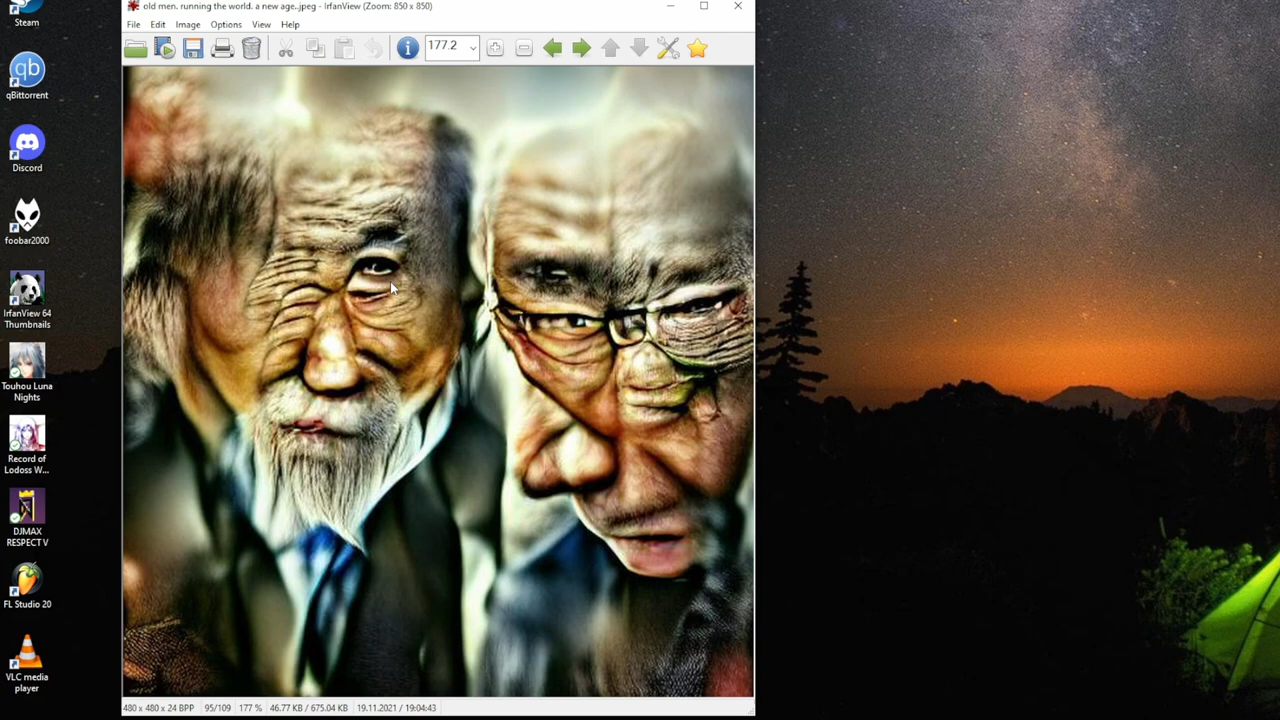 Steam
qBittorrent
Discord
foobar2000
IrfanView 64
Thumbnails
Touhou Luna
Nights
Record of
Lodoss W...
DJMAX
RESPECT V
FL Studio 20
VLC media
player
old men. running the world. a new age..jpeg - IrfanView (Zoom: 850 x 850)
File Edit Image Options View Help
177.2
480 x 480 x 24 BPP 95/109 177 % 46.77 KB / 675.04 KB 19.11.2021 / 19:04:43